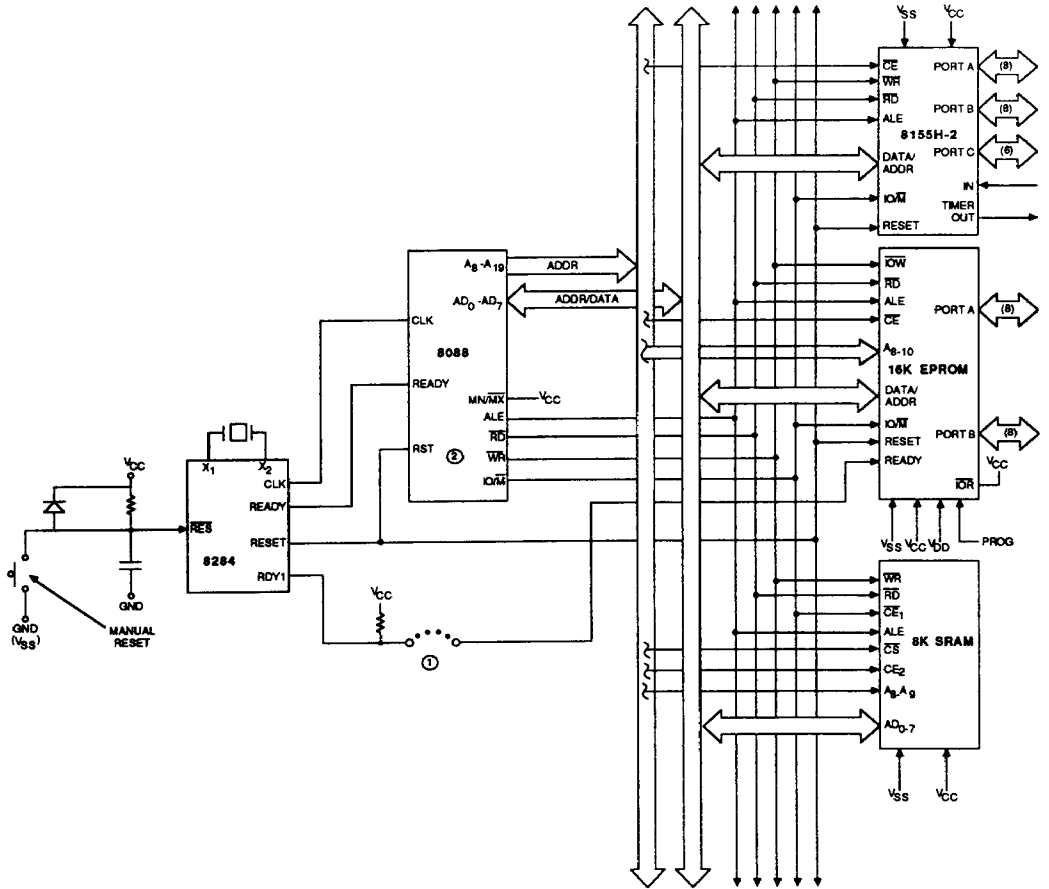 VSS
VCC
CE
WR
RD
ALE
8155H-2
DATA/
ADDR
IO/M
RESET
PORT A
(8)
PORT B
(8)
PORT C
(6)
IN
TIMER
OUT
A8-A19
ADDR
AD0-AD7
ADDR/DATA
CLK
8088
READY
MN/MX
VCC
ALE
RD
RST
2
WR
IO/M
IOW
RD
ALE
CE
A8-10
16K EPROM
DATA/
ADDR
IO/M
RESET
READY
PORT A
(8)
PORT B
(8)
VCC
IOR
VSS
VCC
VDD
PROG
X1
X2
VCC
CLK
READY
RES
RESET
8284
RDY1
GND
GND
(VSS)
MANUAL
RESET
VCC
1
WR
RD
CE1
ALE
8K SRAM
CS
CE2
A8-A9
AD0-7
VSS
VCC